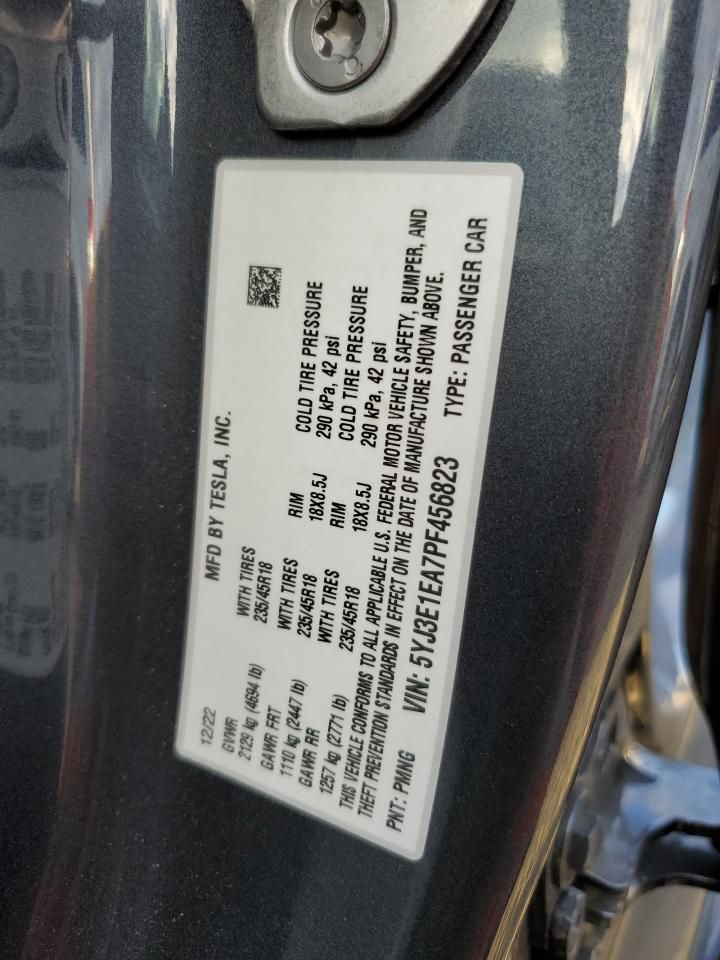 MFD BY TESLA, INC.
12/22
GVWR WITH TIRES RIM COLD TIRE PRESSURE
2129 kg (4694 lb) 235/45R18
GAWR FRT WITH TIRES RIM COLD TIRE PRESSURE
1110 kg (2447 lb) 235/45R18 18X8.5J 290 kPa, 42 psi
GAWR RR WITH TIRES RIM COLD TIRE PRESSURE
1257 kg (2771 lb) 235/45R18 18X8.5J 290 kPa, 42 psi
THIS VEHICLE CONFORMS TO ALL APPLICABLE U.S. FEDERAL MOTOR VEHICLE SAFETY, BUMPER, AND
THEFT PREVENTION STANDARDS IN EFFECT ON THE DATE OF MANUFACTURE SHOWN ABOVE.
PNT: PMNG VIN: 5YJ3E1EA7PF456823 TYPE: PASSENGER CAR